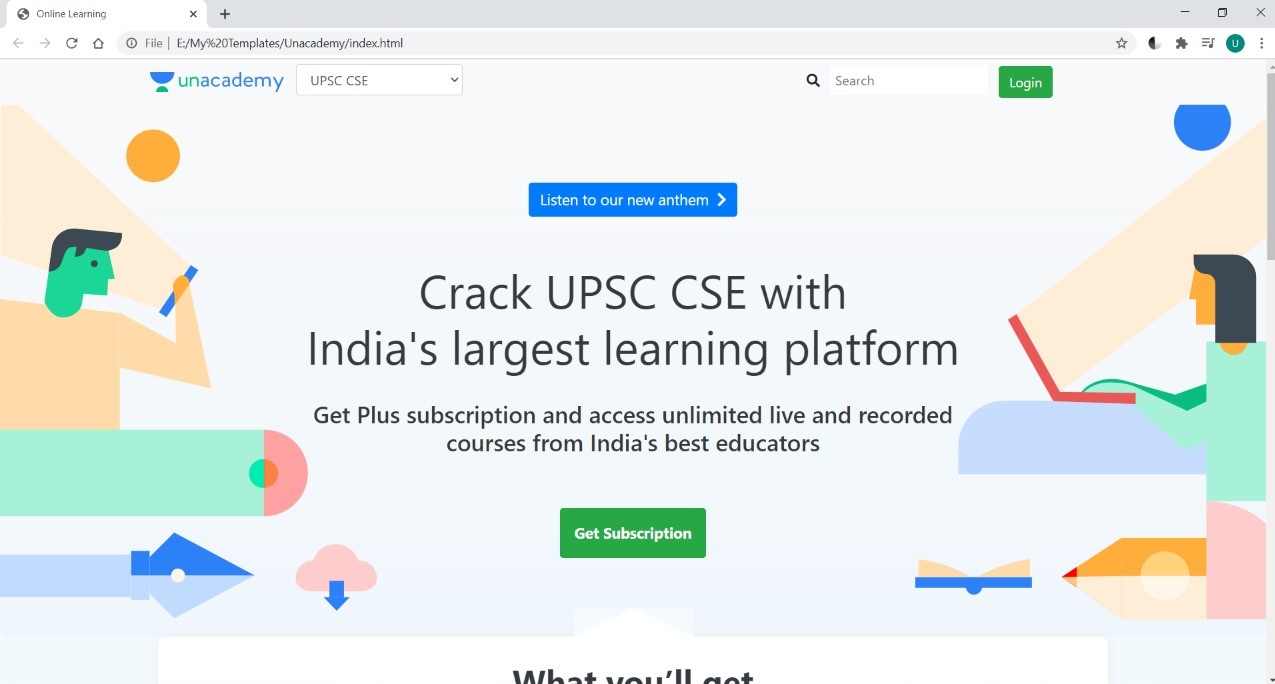 Online Learning
File | E:/My%20Templates/Unacademy/index.html
U
unacademy
UPSC CSE
Search
Login
Listen to our new anthem
Crack UPSC CSE with
India's largest learning platform
Get Plus subscription and access unlimited live and recorded
courses from India's best educators
Get Subscription
What you’ll get